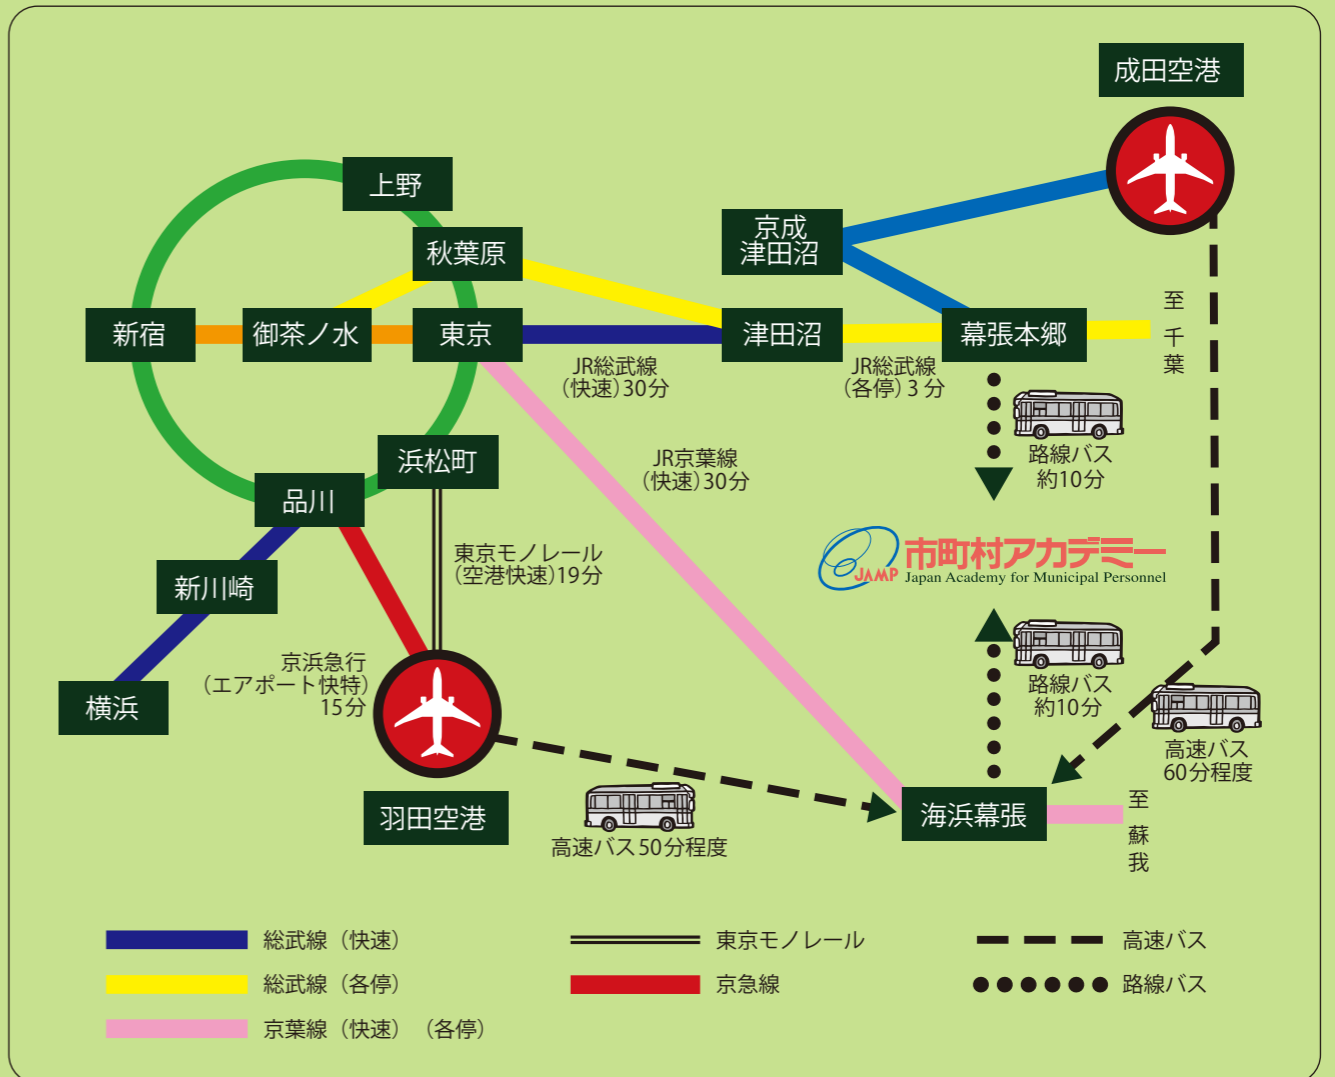 成田空港
上野
秋葉原
京成
津田沼
新宿
御茶ノ水
東京
津田沼
幕張本郷
至
千
葉
JR総武線
(快速)30分
JR総武線
(各停)3分
路線バス
約10分
浜松町
JR京葉線
(快速)30分
品川
東京モノレール
(空港快速)19分
JAMP
市町村アカデミー
Japan Academy for Municipal Personnel
新川崎
京浜急行
(エアポート快特)
15分
横浜
路線バス
約10分
高速バス
60分程度
羽田空港
高速バス50分程度
海浜幕張
至
蘇
我
総武線(快速)
東京モノレール
高速バス
総武線(各停)
京急線
路線バス
京葉線(快速)(各停)